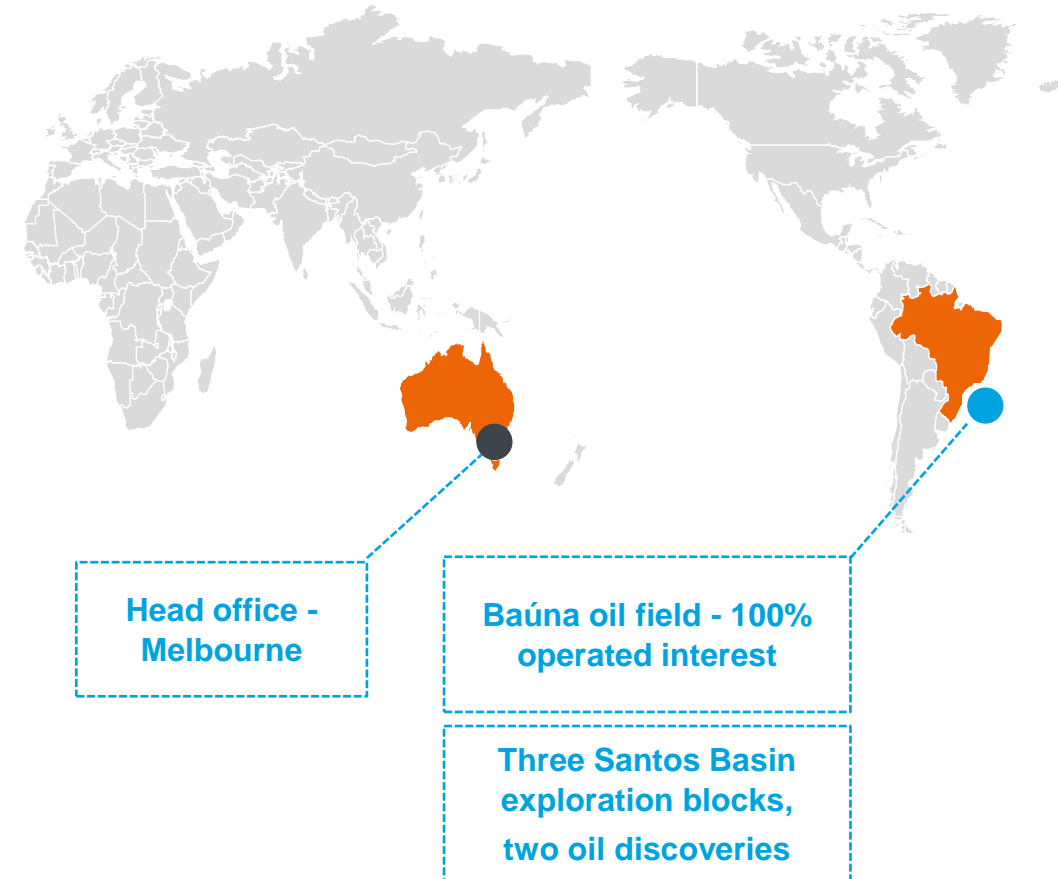 Head office -
Melbourne
Baúna oil field - 100%
operated interest
Three Santos Basin
exploration blocks,
two oil discoveries